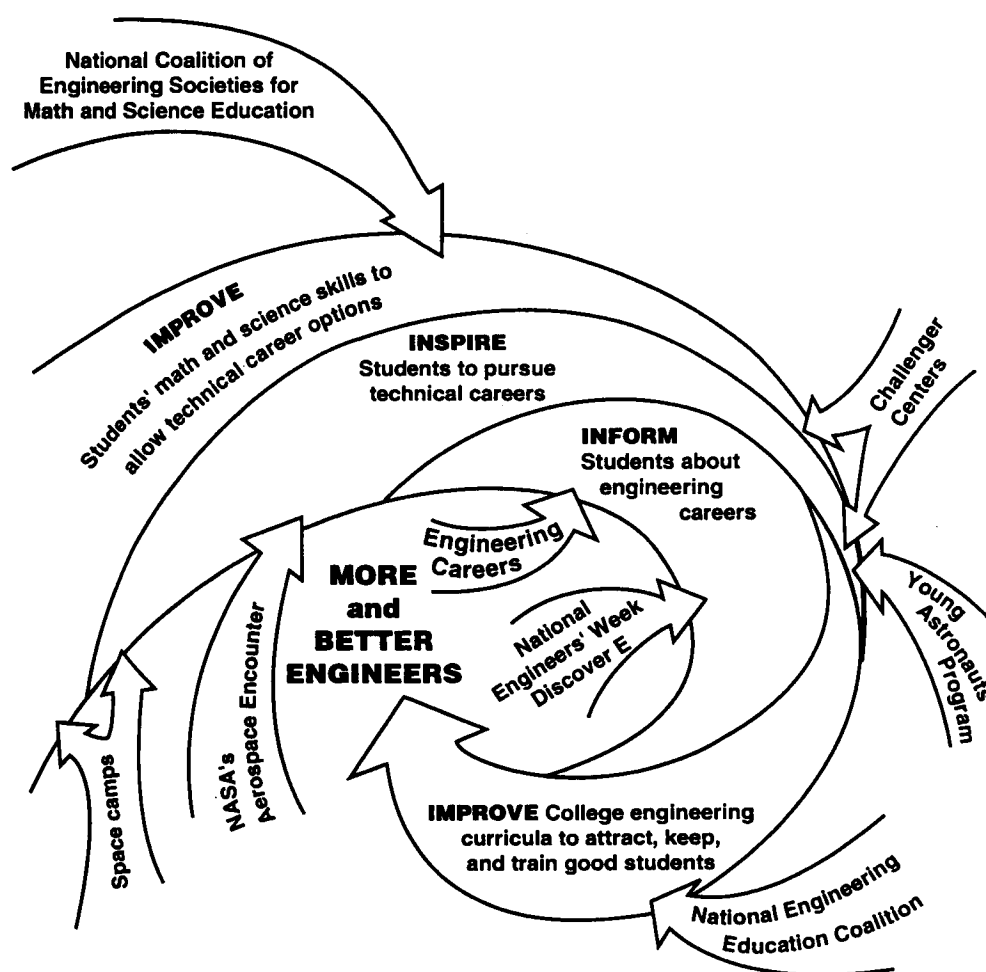 National Coalition of
Engineering Societies for
Math and Science Education
IMPROVE
Students' math and science skills to
allow technical career options
INSPIRE
Students to pursue
technical careers
Challenger
Centers
INFORM
Students about
engineering
careers
Engineering
Careers
MORE
and
BETTER
ENGINEERS
National
Engineers' Week
Discover E
Young
Astronauts
Program
NASA's
Aerospace Encounter
Space camps
IMPROVE College engineering
curricula to attract, keep,
and train good students
National Engineering
Education Coalition